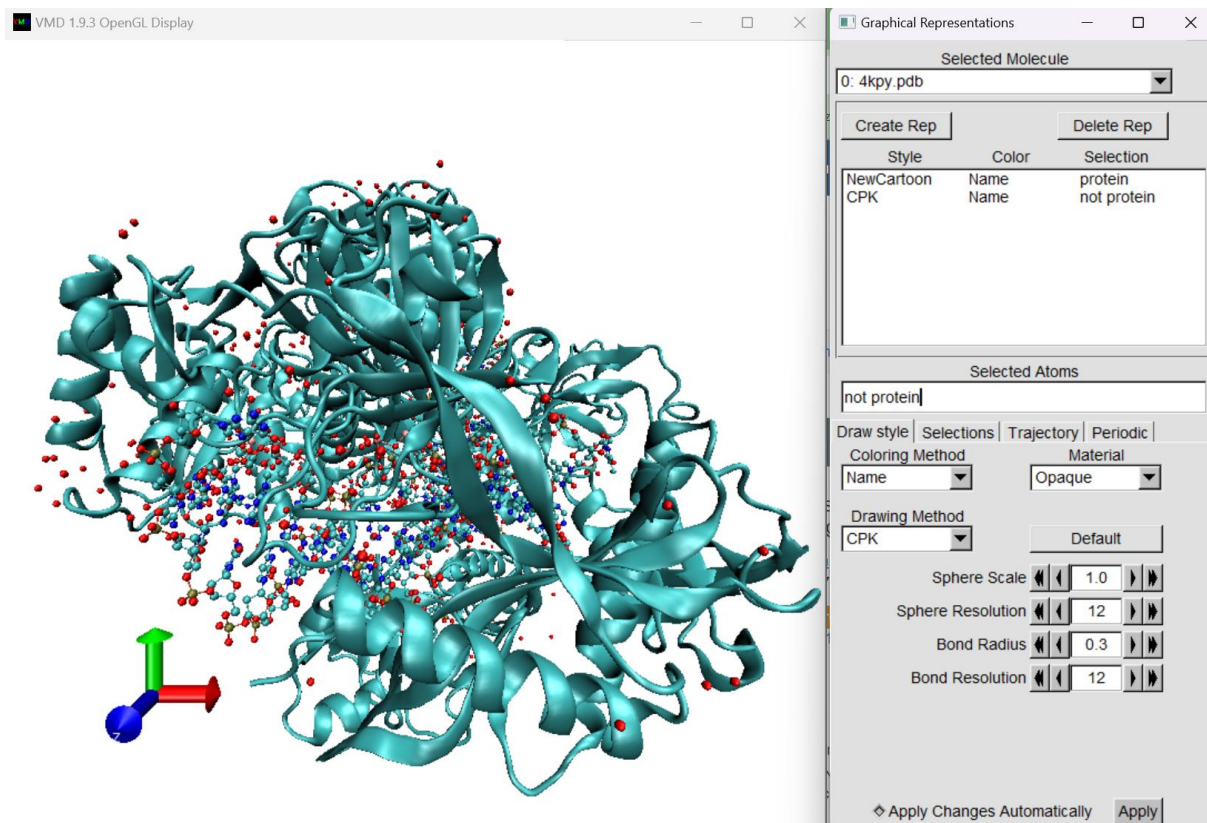 VMD 1.9.3 OpenGL Display
Graphical Representations
Selected Molecule
0: 4kpy.pdb
Create Rep Delete Rep
Style Color Selection
NewCartoon Name protein
CPK Name not protein
Selected Atoms
not protein
Draw style Selections Trajectory Periodic
Coloring Method Material
Name Opaque
Drawing Method
CPK Default
Sphere Scale 1.0
Sphere Resolution 12
Bond Radius 0.3
Bond Resolution 12
Apply Changes Automatically Apply
Z